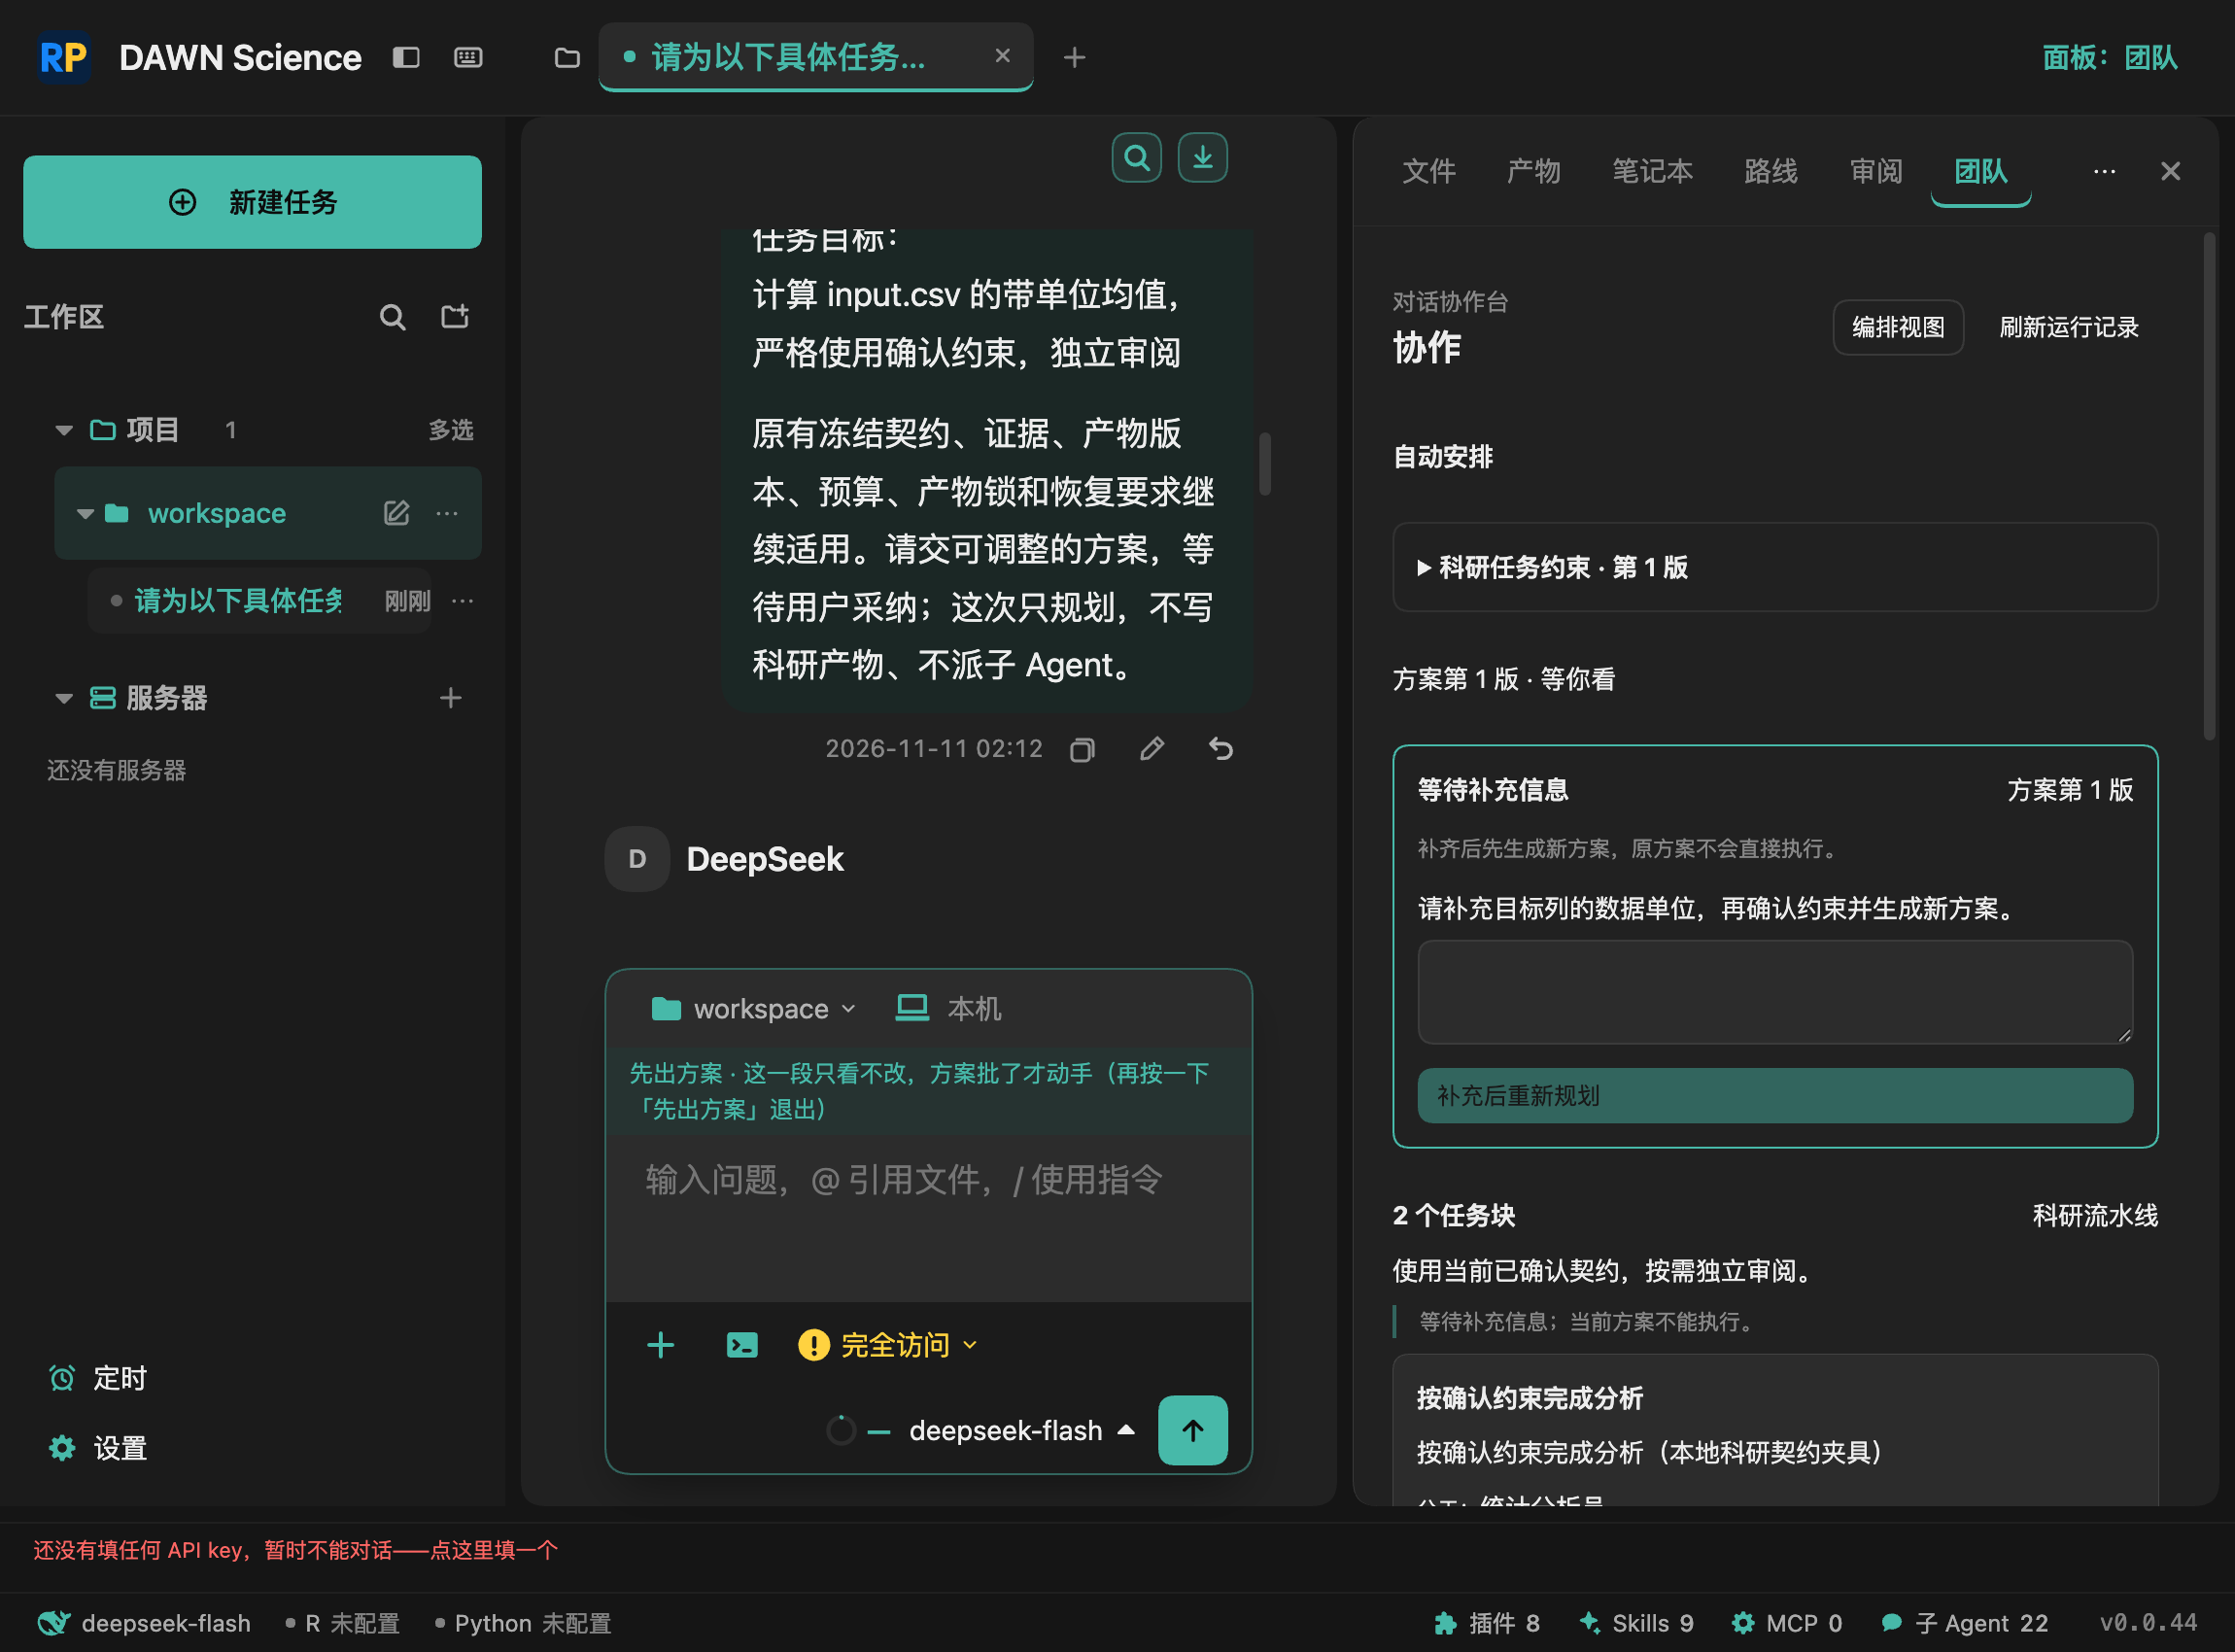 RP DAWN Science
请为以下具体任务...
面板：团队
新建任务
工作区
项目 1 多选
workspace
请为以下具体任务 刚刚
服务器
还没有服务器
定时
设置
任务目标：
计算 input.csv 的带单位均值，
严格使用确认约束，独立审阅
原有冻结契约、证据、产物版
本、预算、产物锁和恢复要求继
续适用。请交可调整的方案，等
待用户采纳；这次只规划，不写
科研产物、不派子 Agent。
2026-11-11 02:12
D DeepSeek
workspace 本机
先出方案 · 这一段只看不改，方案批了才动手（再按一下
「先出方案」退出）
输入问题，@ 引用文件，/ 使用指令
完全访问
deepseek-flash
文件 产物 笔记本 路线 审阅 团队
对话协作台
协作
编排视图 刷新运行记录
自动安排
科研任务约束 · 第 1 版
方案第 1 版 · 等你看
等待补充信息 方案第 1 版
补齐后先生成新方案，原方案不会直接执行。
请补充目标列的数据单位，再确认约束并生成新方案。
补充后重新规划
2 个任务块 科研流水线
使用当前已确认契约，按需独立审阅。
等待补充信息；当前方案不能执行。
按确认约束完成分析
按确认约束完成分析（本地科研契约夹具）
还没有填任何 API key，暂时不能对话——点这里填一个
deepseek-flash R 未配置 Python 未配置
插件 8 Skills 9 MCP 0 子 Agent 22 v0.0.44